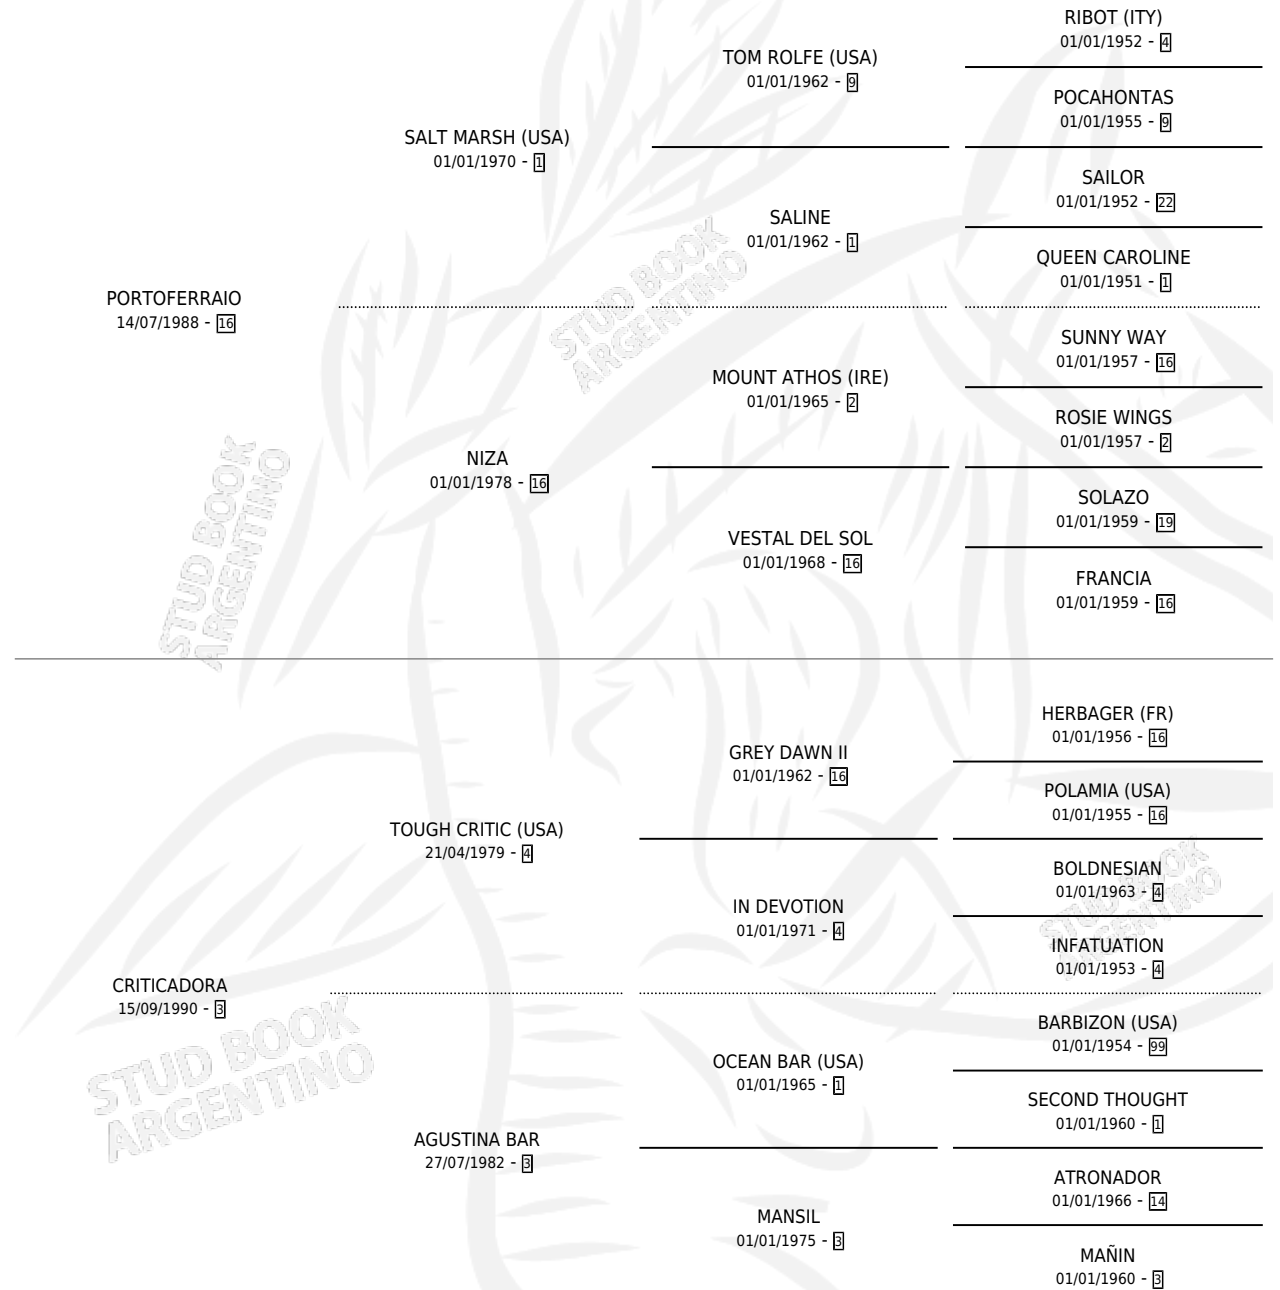 RIBOT (ITY)
01/01/1952 - 4
TOM ROLFE (USA)
01/01/1962 - 9
POCAHONTAS
01/01/1955 - 9
SALT MARSH (USA)
01/01/1970 - 1
SAILOR
01/01/1952 - 22
SALINE
01/01/1962 - 1
QUEEN CAROLINE
01/01/1951 - 1
PORTOFERRAIO
14/07/1988 - 16
STUD BOOK
ARGENTINO
SUNNY WAY
01/01/1957 - 16
MOUNT ATHOS (IRE)
01/01/1965 - 2
ROSIE WINGS
01/01/1957 - 2
NIZA
01/01/1978 - 16
SOLAZO
01/01/1959 - 19
VESTAL DEL SOL
01/01/1968 - 16
FRANCIA
01/01/1959 - 16
STUD BOOK
ARGENTINO
HERBAGER (FR)
01/01/1956 - 16
GREY DAWN II
01/01/1962 - 16
POLAMIA (USA)
01/01/1955 - 16
TOUGH CRITIC (USA)
21/04/1979 - 4
BOLDNESIAN
01/01/1963 - 4
IN DEVOTION
01/01/1971 - 4
INFATUATION
01/01/1953 - 4
STUD BOOK
ARGENTINO
CRITICADORA
15/09/1990 - 3
BARBIZON (USA)
01/01/1954 - 99
OCEAN BAR (USA)
01/01/1965 - 1
SECOND THOUGHT
01/01/1960 - 1
STUD BOOK
ARGENTINO
AGUSTINA BAR
27/07/1982 - 3
ATRONADOR
01/01/1966 - 14
MANSIL
01/01/1975 - 3
MAÑIN
01/01/1960 - 3